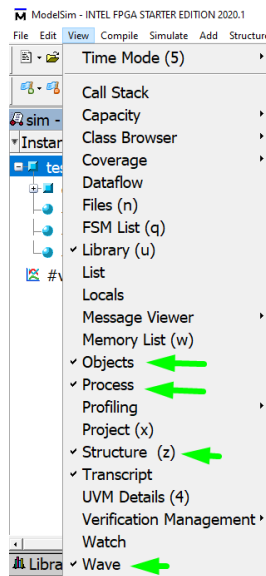 ModelSim - INTEL FPGA STARTER EDITION 2020.1
File Edit View Compile Simulate Add Structure
Time Mode (5)
sim -
Call Stack
Capacity
Instan
Class Browser
Coverage
tes
Dataflow
Files (n)
FSM List (q)
Library (u)
#v
List
Locals
Message Viewer
Memory List (w)
Objects
Process
Profiling
Project (x)
Structure (z)
Transcript
UVM Details (4)
Verification Management
Watch
Libra
Wave